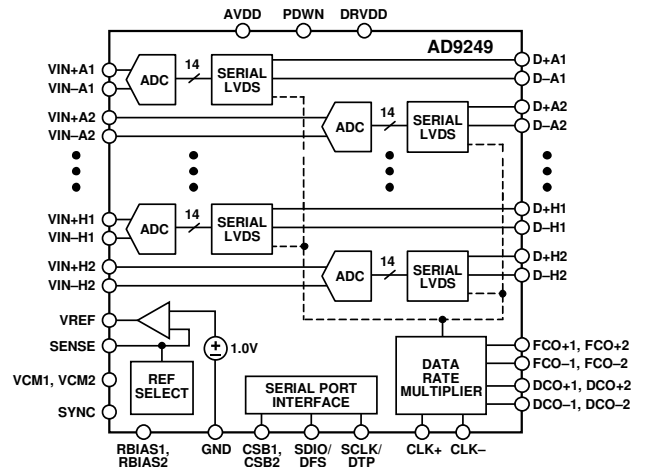 AVDD PDWN DRVDD
AD9249
VIN+A1
VIN–A1
ADC
14
SERIAL
LVDS
D+A1
D–A1
VIN+A2
VIN–A2
ADC
14
SERIAL
LVDS
D+A2
D–A2
VIN+H1
VIN–H1
ADC
14
SERIAL
LVDS
D+H1
D–H1
VIN+H2
VIN–H2
ADC
14
SERIAL
LVDS
D+H2
D–H2
VREF
SENSE
1.0V
REF
SELECT
VCM1, VCM2
SYNC
SERIAL PORT
INTERFACE
DATA
RATE
MULTIPLIER
FCO+1, FCO+2
FCO–1, FCO–2
DCO+1, DCO+2
DCO–1, DCO–2
RBIAS1,
RBIAS2
GND
CSB1,
CSB2
SDIO/
DFS
SCLK/
DTP
CLK+ CLK–